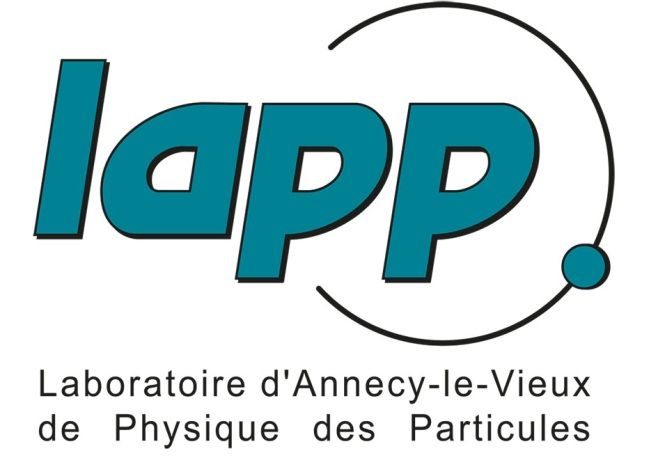 lapp
Laboratoire d'Annecy-le-Vieux
de Physique des Particules